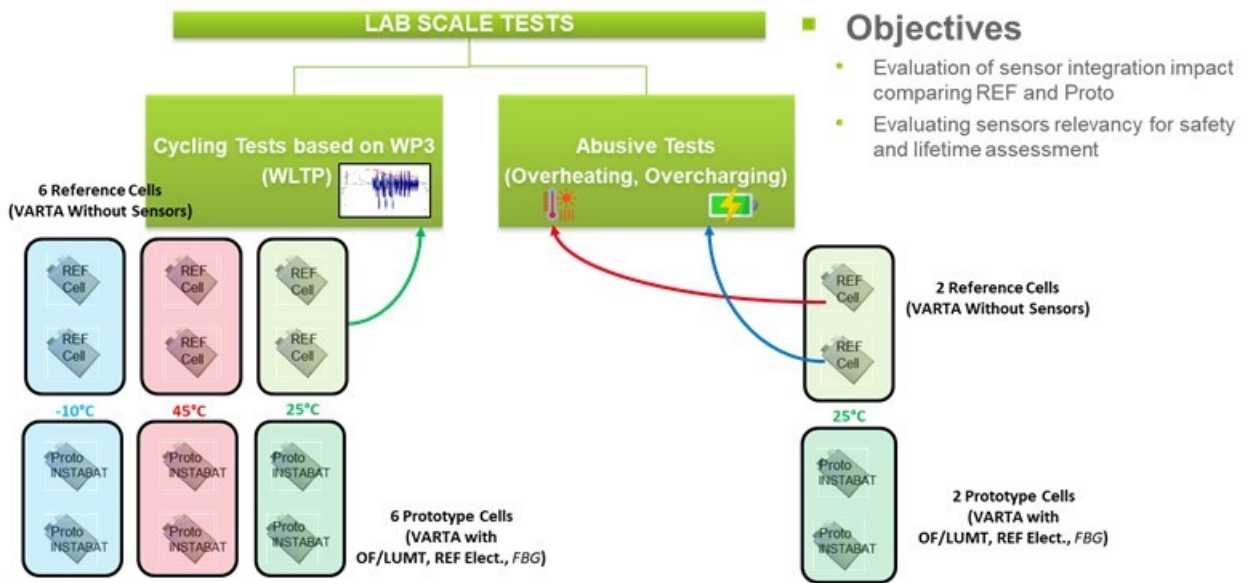 LAB SCALE TESTS
Objectives
Evaluation of sensor integration impact
comparing REF and Proto
Evaluating sensors relevancy for safety
and lifetime assessment
Cycling Tests based on WP3
(WLTP)
Abusive Tests
(Overheating, Overcharging)
6 Reference Cells
(VARTA Without Sensors)
REF
Cell
REF
Cell
REF
Cell
REF
Cell
REF
Cell
REF
Cell
-10°C
45°C
25°C
Proto
INSTABAT
Proto
INSTABAT
Proto
INSTABAT
Proto
INSTABAT
Proto
INSTABAT
Proto
INSTABAT
6 Prototype Cells
(VARTA with
OF/LUMT, REF Elect., FBG)
REF
Cell
REF
Cell
2 Reference Cells
(VARTA Without Sensors)
25°C
Proto
INSTABAT
Proto
INSTABAT
2 Prototype Cells
(VARTA with
OF/LUMT, REF Elect., FBG)